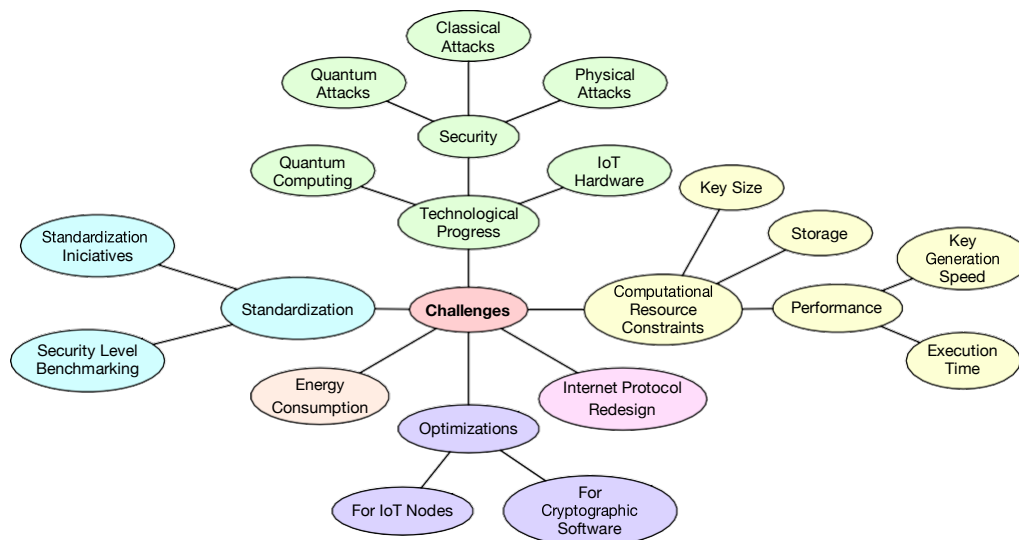 Classical
Attacks
Quantum
Attacks
Physical
Attacks
Security
Quantum
Computing
IoT
Hardware
Key Size
Technological
Progress
Standardization
Iniciatives
Storage
Key
Generation
Speed
Standardization
Challenges
Computational
Resource
Constraints
Performance
Security Level
Benchmarking
Execution
Time
Energy
Consumption
Internet Protocol
Redesign
Optimizations
For IoT Nodes
For
Cryptographic
Software